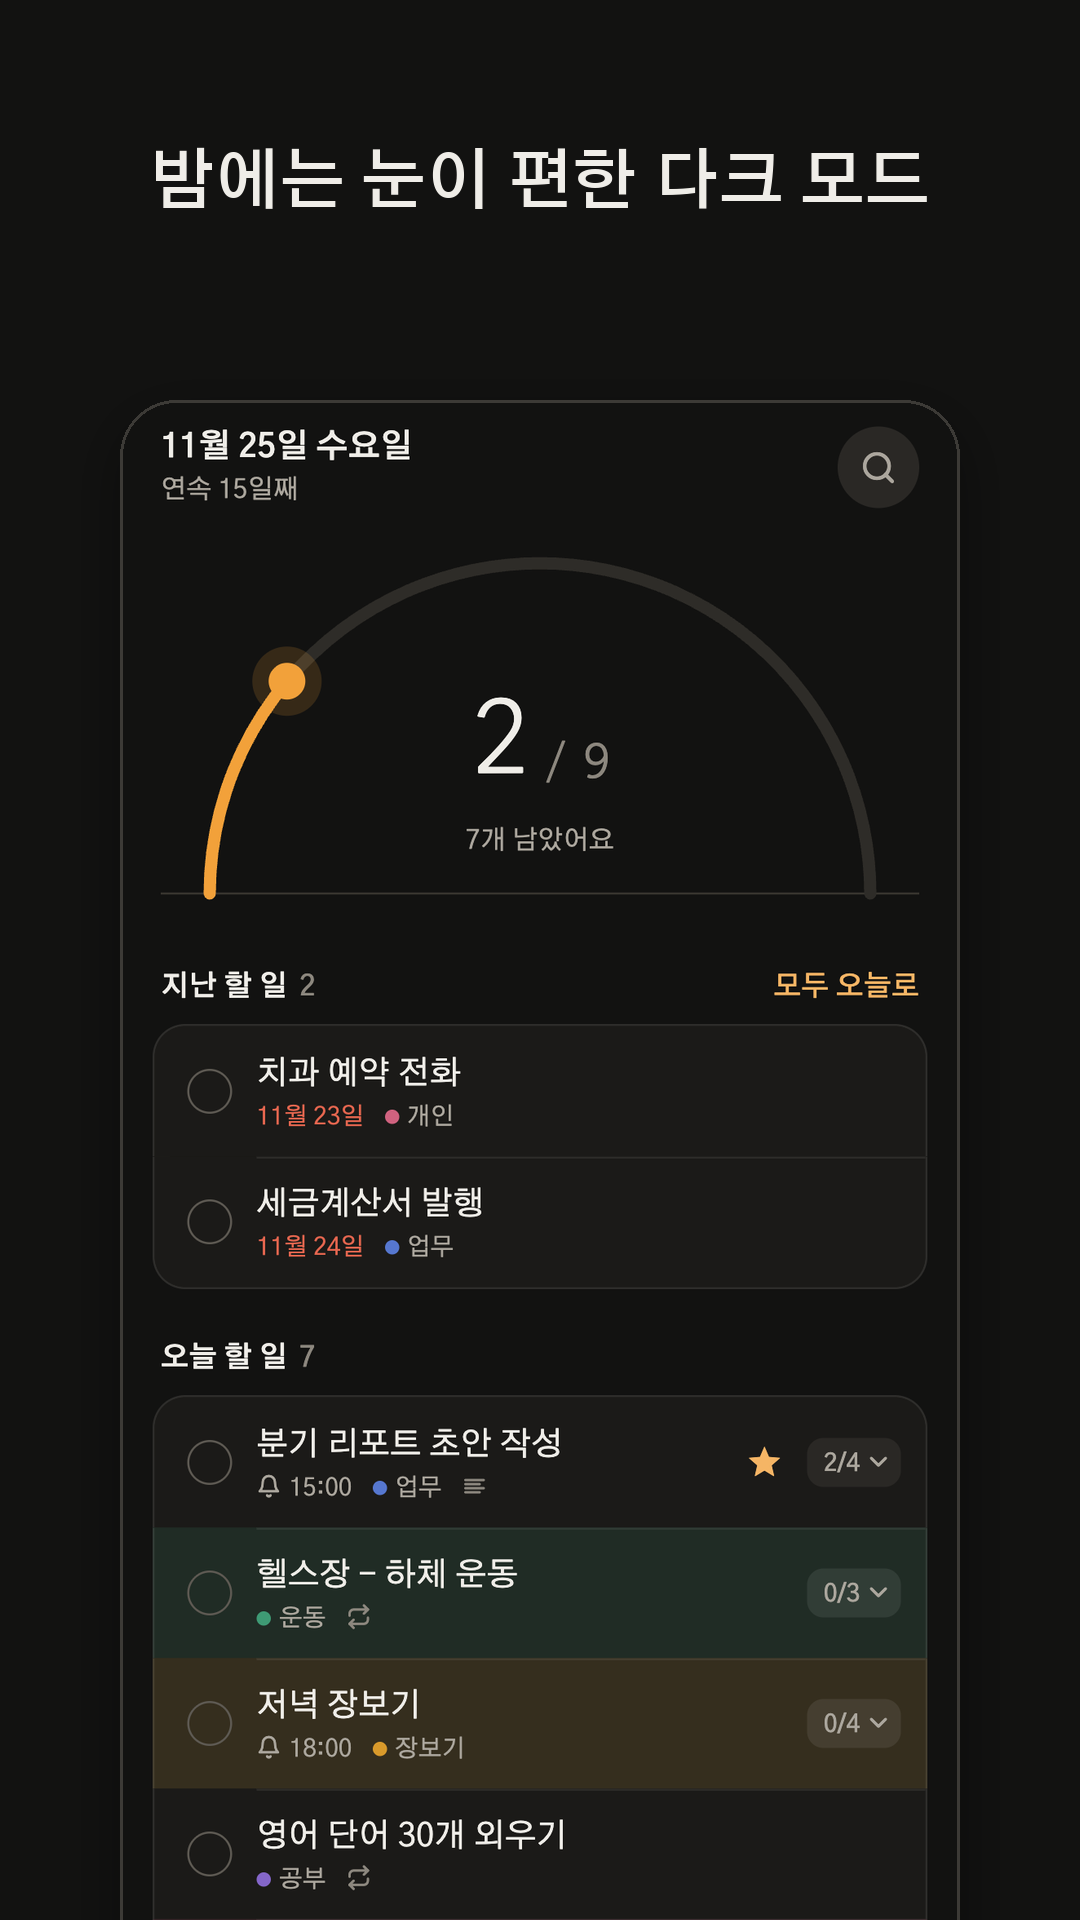 밤에는 눈이 편한 다크 모드
11월 25일 수요일
연속 15일째
2 / 9
7개 남았어요
지난 할 일 2
모두 오늘로
치과 예약 전화
11월 23일 개인
세금계산서 발행
11월 24일 업무
오늘 할 일 7
분기 리포트 초안 작성
2/4
15:00 업무
헬스장 – 하체 운동
0/3
운동
저녁 장보기
0/4
18:00 장보기
영어 단어 30개 외우기
공부